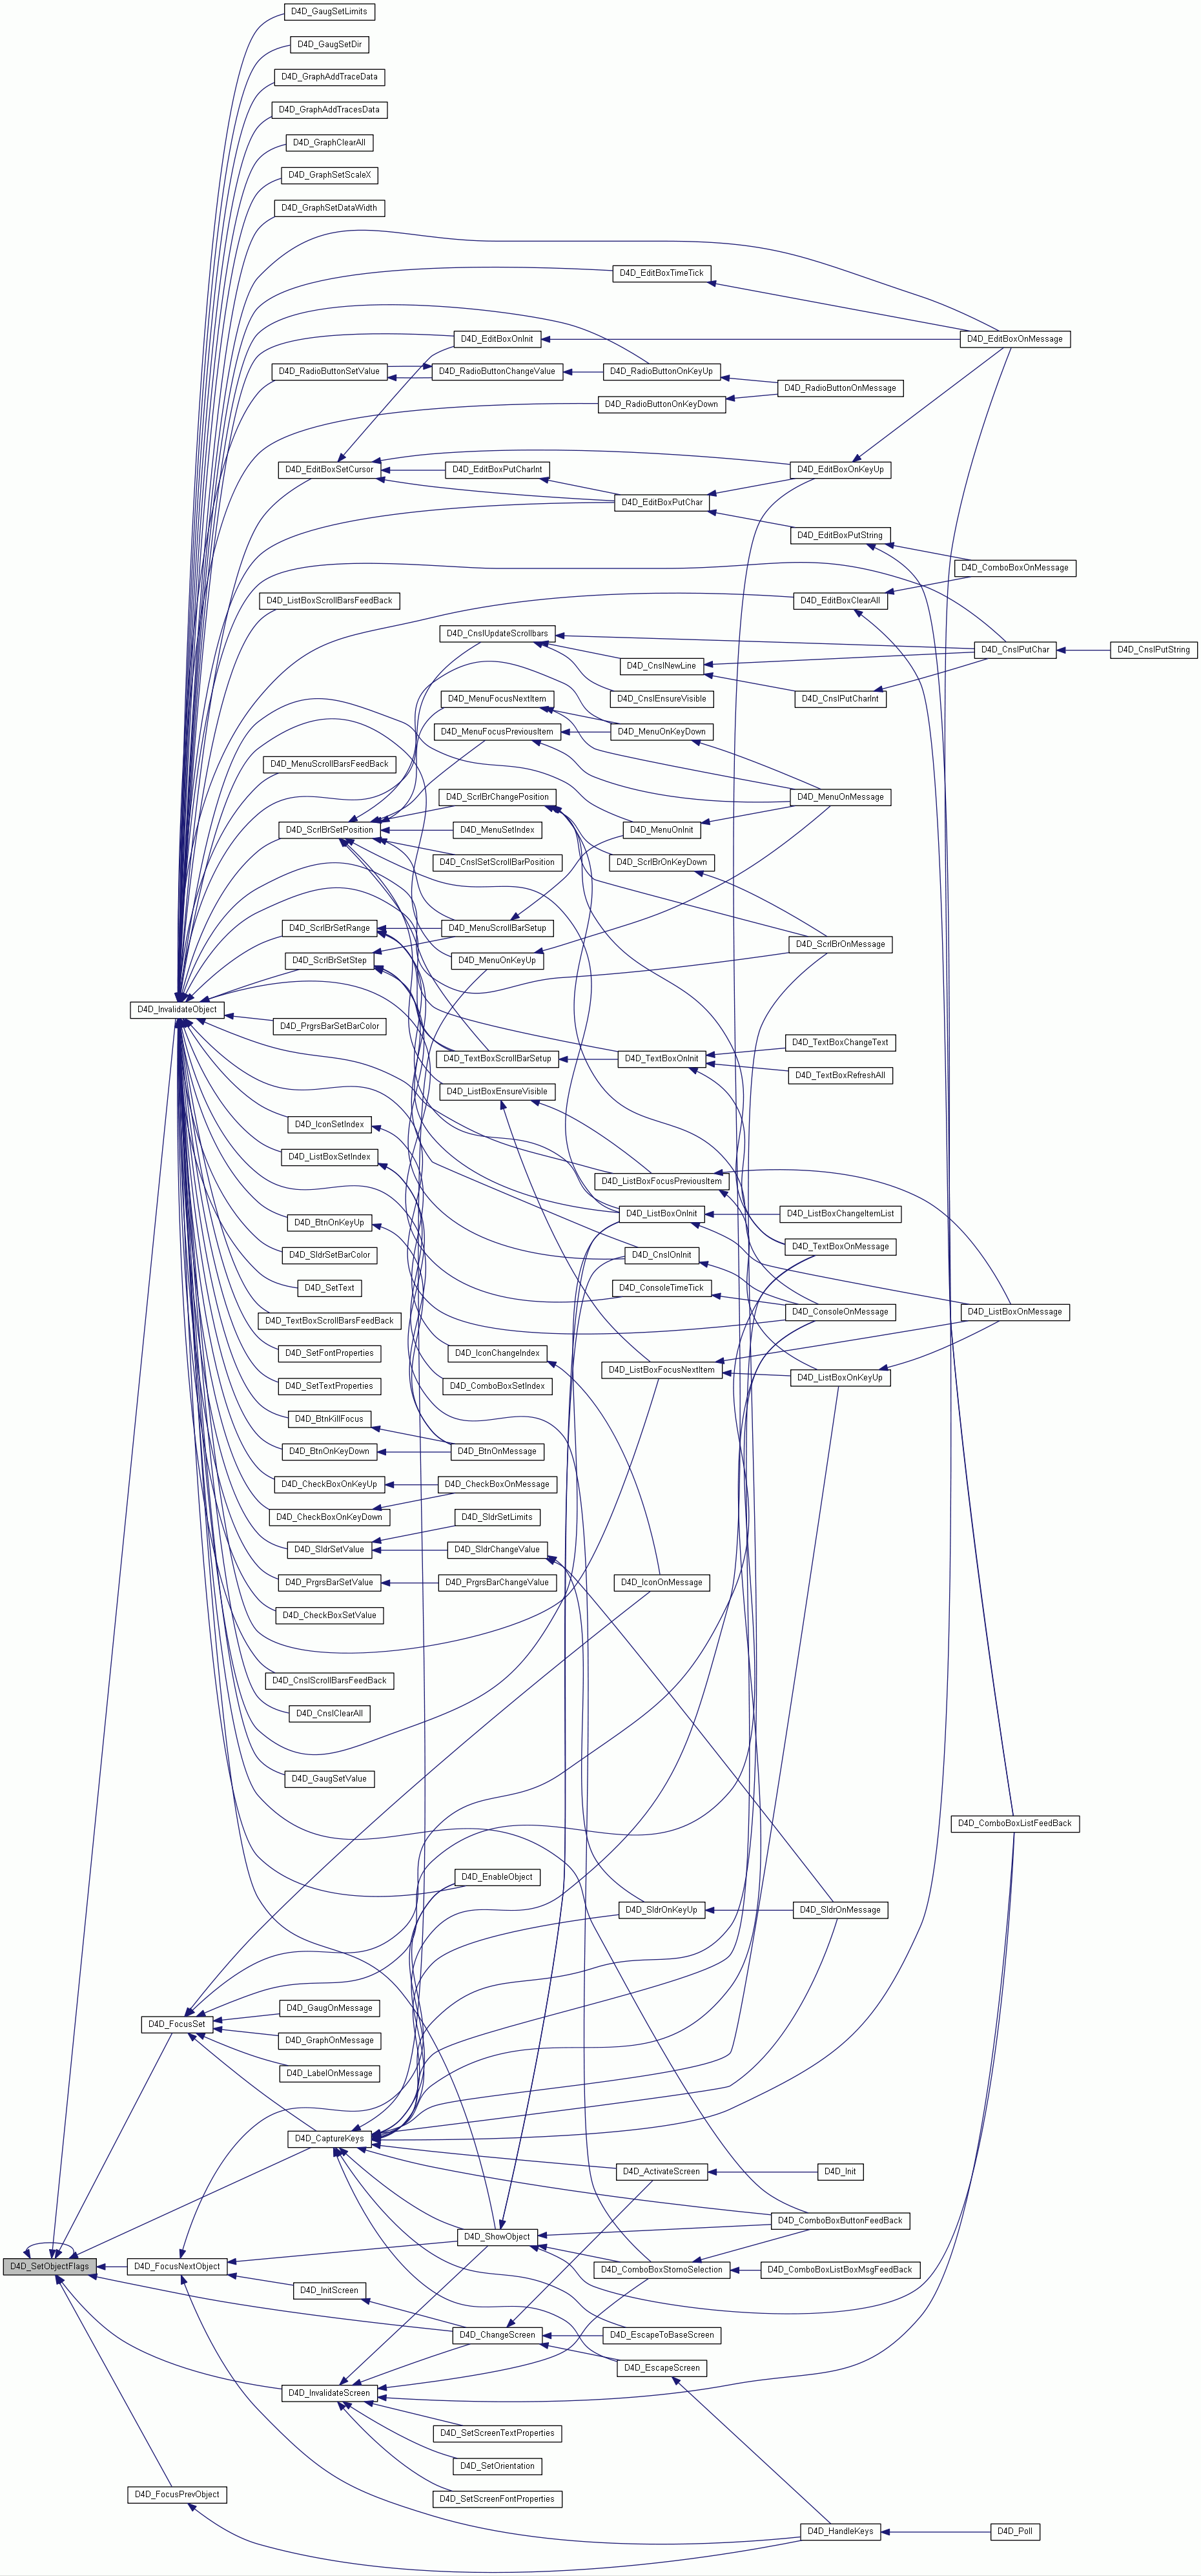 D4D_GaugSetLimits
D4D_GaugSetDir
D4D_GraphAddTraceData
D4D_GraphAddTracesData
D4D_GraphClearAll
D4D_GraphSetScaleX
D4D_GraphSetDataWidth
D4D_EditBoxTimeTick
D4D_EditBoxOnInit
D4D_EditBoxOnMessage
D4D_RadioButtonSetValue
D4D_RadioButtonChangeValue
D4D_RadioButtonOnKeyUp
D4D_RadioButtonOnMessage
D4D_RadioButtonOnKeyDown
D4D_EditBoxSetCursor
D4D_EditBoxPutCharInt
D4D_EditBoxOnKeyUp
D4D_EditBoxPutChar
D4D_EditBoxPutString
D4D_ComboBoxOnMessage
D4D_ListBoxScrollBarsFeedBack
D4D_EditBoxClearAll
D4D_CnslUpdateScrollbars
D4D_CnslPutChar
D4D_CnslPutString
D4D_CnslNewLine
D4D_CnslEnsureVisible
D4D_CnslPutCharInt
D4D_MenuFocusNextItem
D4D_MenuFocusPreviousItem
D4D_MenuOnKeyDown
D4D_MenuScrollBarsFeedBack
D4D_ScrlBrChangePosition
D4D_MenuOnMessage
D4D_ScrlBrSetPosition
D4D_MenuSetIndex
D4D_MenuOnInit
D4D_CnslSetScrollBarPosition
D4D_ScrlBrOnKeyDown
D4D_ScrlBrSetRange
D4D_MenuScrollBarSetup
D4D_ScrlBrOnMessage
D4D_ScrlBrSetStep
D4D_MenuOnKeyUp
D4D_InvalidateObject
D4D_PrgrsBarSetBarColor
D4D_TextBoxScrollBarSetup
D4D_TextBoxOnInit
D4D_TextBoxChangeText
D4D_TextBoxRefreshAll
D4D_ListBoxEnsureVisible
D4D_IconSetIndex
D4D_ListBoxSetIndex
D4D_ListBoxFocusPreviousItem
D4D_BtnOnKeyUp
D4D_ListBoxOnInit
D4D_ListBoxChangeItemList
D4D_SldrSetBarColor
D4D_CnslOnInit
D4D_TextBoxOnMessage
D4D_SetText
D4D_ConsoleTimeTick
D4D_TextBoxScrollBarsFeedBack
D4D_ConsoleOnMessage
D4D_ListBoxOnMessage
D4D_SetFontProperties
D4D_IconChangeIndex
D4D_ListBoxFocusNextItem
D4D_ListBoxOnKeyUp
D4D_SetTextProperties
D4D_ComboBoxSetIndex
D4D_BtnKillFocus
D4D_BtnOnKeyDown
D4D_BtnOnMessage
D4D_CheckBoxOnKeyUp
D4D_CheckBoxOnMessage
D4D_CheckBoxOnKeyDown
D4D_SldrSetLimits
D4D_SldrSetValue
D4D_SldrChangeValue
D4D_PrgrsBarSetValue
D4D_PrgrsBarChangeValue
D4D_IconOnMessage
D4D_CheckBoxSetValue
D4D_CnslScrollBarsFeedBack
D4D_CnslClearAll
D4D_GaugSetValue
D4D_ComboBoxListFeedBack
D4D_EnableObject
D4D_SldrOnKeyUp
D4D_SldrOnMessage
D4D_FocusSet
D4D_GaugOnMessage
D4D_GraphOnMessage
D4D_LabelOnMessage
D4D_CaptureKeys
D4D_ActivateScreen
D4D_Init
D4D_ShowObject
D4D_ComboBoxButtonFeedBack
D4D_SetObjectFlags
D4D_FocusNextObject
D4D_ComboBoxStornoSelection
D4D_ComboBoxListBoxMsgFeedBack
D4D_InitScreen
D4D_ChangeScreen
D4D_EscapeToBaseScreen
D4D_EscapeScreen
D4D_InvalidateScreen
D4D_SetScreenTextProperties
D4D_SetOrientation
D4D_FocusPrevObject
D4D_SetScreenFontProperties
D4D_HandleKeys
D4D_Poll